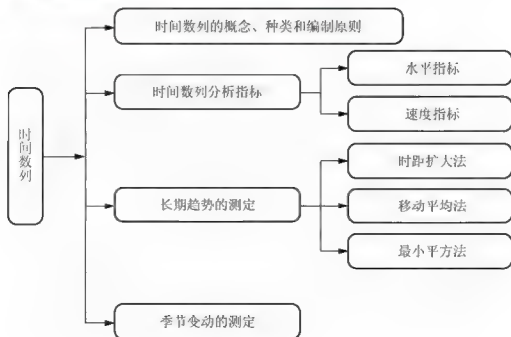 时间数列
时间数列的概念、种类和编制原则
时间数列分析指标
水平指标
速度指标
长期趋势的测定
时距扩大法
移动平均法
最小平方法
季节变动的测定